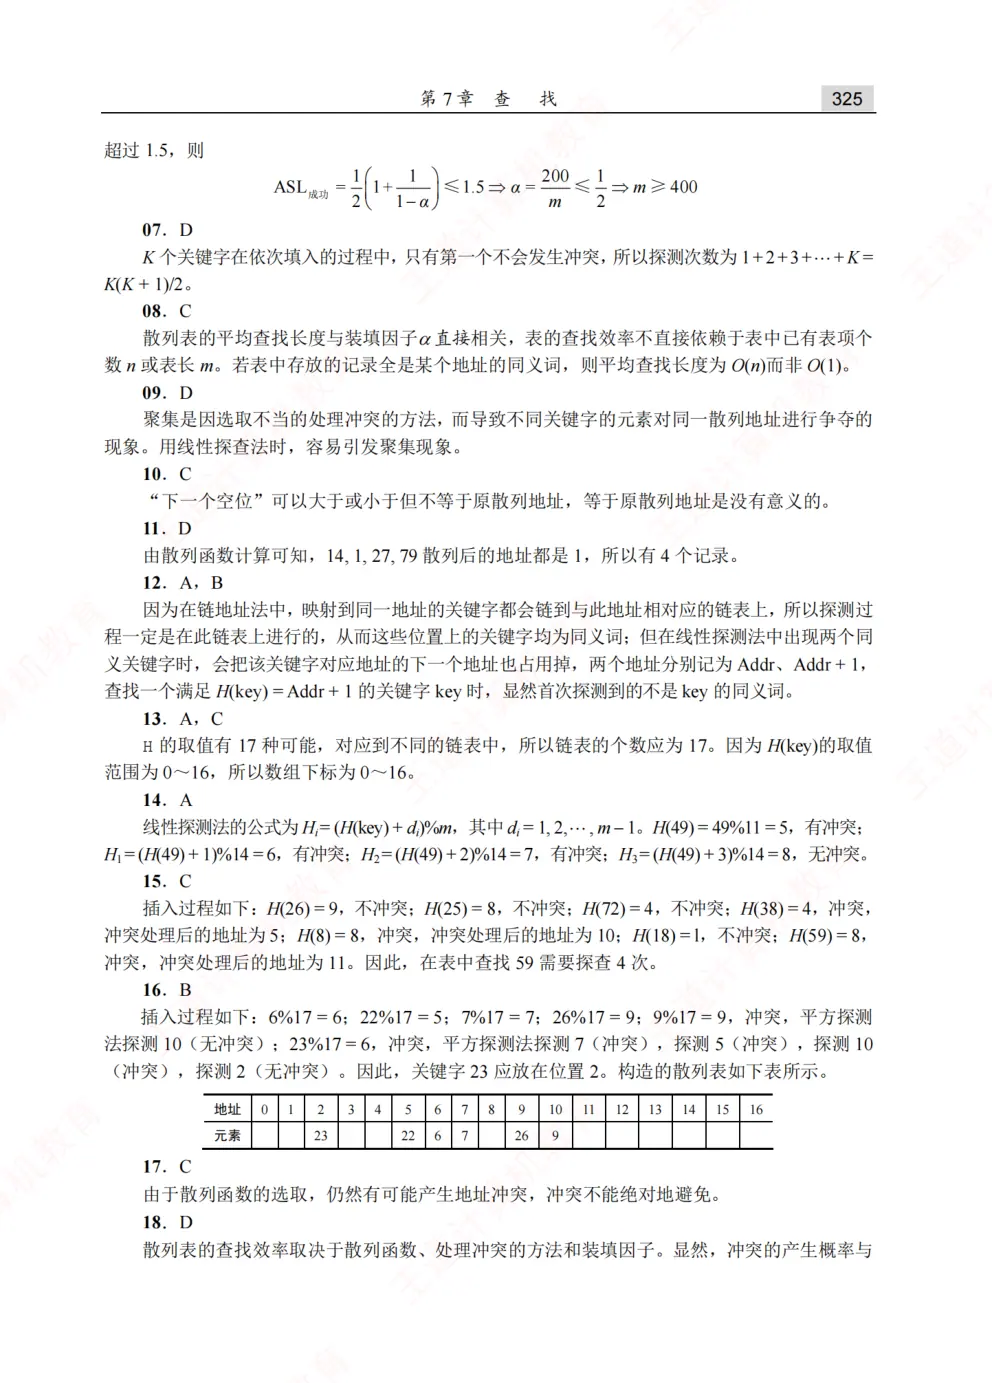 第 7 章 查 找 325
超过 1.5，则
ASL成功 = 1/2(1 + 1/(1−α)) ≤ 1.5 ⇒ α = 200/m ≤ 1/2 ⇒ m ≥ 400
07．D
K 个关键字在依次填入的过程中，只有第一个不会发生冲突，所以探测次数为 1 + 2 + 3 + ⋯ + K =
K(K + 1)/2。
08．C
散列表的平均查找长度与装填因子α直接相关，表的查找效率不直接依赖于表中已有表项个
数 n 或表长 m。若表中存放的记录全是某个地址的同义词，则平均查找长度为 O(n)而非 O(1)。
09．D
聚集是因选取不当的处理冲突的方法，而导致不同关键字的元素对同一散列地址进行争夺的
现象。用线性探查法时，容易引发聚集现象。
10．C
“下一个空位”可以大于或小于但不等于原散列地址，等于原散列地址是没有意义的。
11．D
由散列函数计算可知，14, 1, 27, 79 散列后的地址都是 1，所以有 4 个记录。
12．A，B
因为在链地址法中，映射到同一地址的关键字都会链到与此地址相对应的链表上，所以探测过
程一定是在此链表上进行的，从而这些位置上的关键字均为同义词；但在线性探测法中出现两个同
义关键字时，会把该关键字对应地址的下一个地址也占用掉，两个地址分别记为 Addr、Addr + 1，
查找一个满足 H(key) = Addr + 1 的关键字 key 时，显然首次探测到的不是 key 的同义词。
13．A，C
H 的取值有 17 种可能，对应到不同的链表中，所以链表的个数应为 17。因为 H(key)的取值
范围为 0～16，所以数组下标为 0～16。
14．A
线性探测法的公式为 Hi = (H(key) + di)%m，其中 di = 1, 2,⋯ , m − 1。H(49) = 49%11 = 5，有冲突；
H1 = (H(49) + 1)%14 = 6，有冲突；H2 = (H(49) + 2)%14 = 7，有冲突；H3 = (H(49) + 3)%14 = 8，无冲突。
15．C
插入过程如下：H(26) = 9，不冲突；H(25) = 8，不冲突；H(72) = 4，不冲突；H(38) = 4，冲突，
冲突处理后的地址为 5；H(8) = 8，冲突，冲突处理后的地址为 10；H(18) = l，不冲突；H(59) = 8，
冲突，冲突处理后的地址为 11。因此，在表中查找 59 需要探查 4 次。
16．B
插入过程如下：6%17 = 6；22%17 = 5；7%17 = 7；26%17 = 9；9%17 = 9，冲突，平方探测
法探测 10（无冲突）；23%17 = 6，冲突，平方探测法探测 7（冲突），探测 5（冲突），探测 10
（冲突），探测 2（无冲突）。因此，关键字 23 应放在位置 2。构造的散列表如下表所示。
地址 0 1 2 3 4 5 6 7 8 9 10 11 12 13 14 15 16
元素 23 22 6 7 26 9
17．C
由于散列函数的选取，仍然有可能产生地址冲突，冲突不能绝对地避免。
18．D
散列表的查找效率取决于散列函数、处理冲突的方法和装填因子。显然，冲突的产生概率与